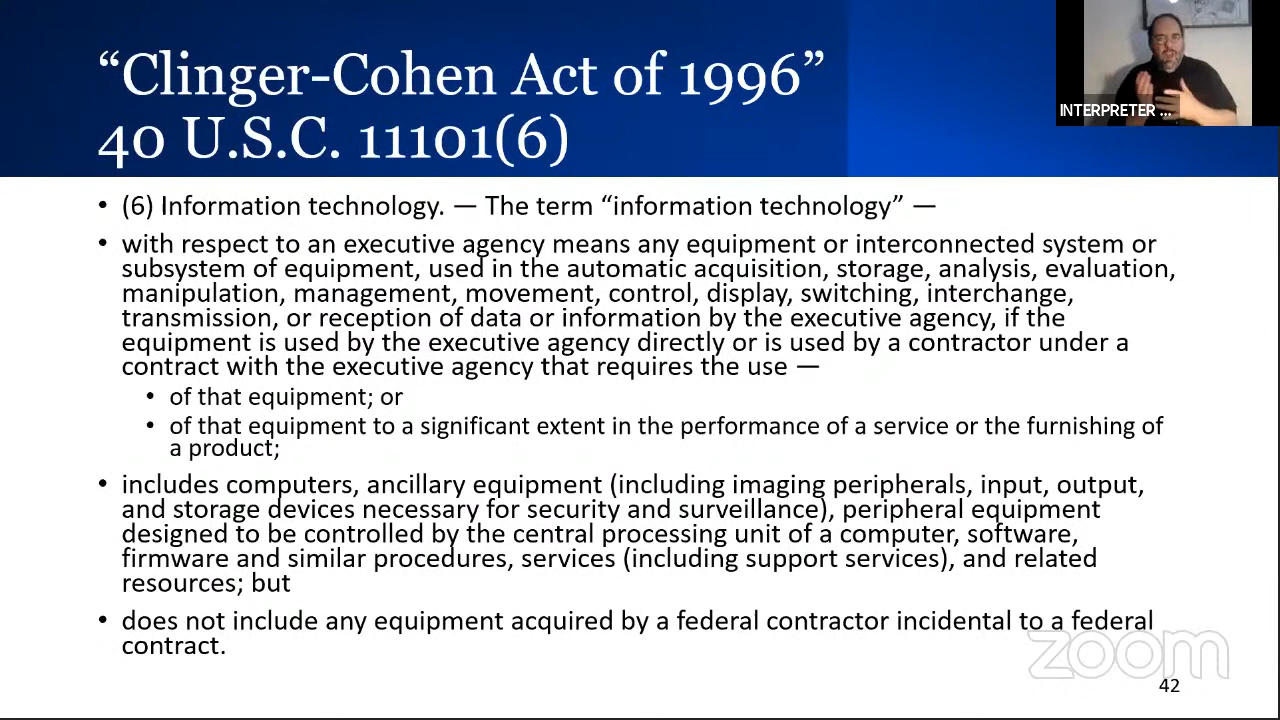 “Clinger-Cohen Act of 1996”
40 U.S.C. 11101(6)
INTERPRETER ...
• (6) Information technology. — The term “information technology” —
• with respect to an executive agency means any equipment or interconnected system or
subsystem of equipment, used in the automatic acquisition, storage, analysis, evaluation,
manipulation, management, movement, control, display, switching, interchange,
transmission, or reception of data or information by the executive agency, if the
equipment is used by the executive agency directly or is used by a contractor under a
contract with the executive agency that requires the use —
• of that equipment; or
• of that equipment to a significant extent in the performance of a service or the furnishing of
a product;
• includes computers, ancillary equipment (including imaging peripherals, input, output,
and storage devices necessary for security and surveillance), peripheral equipment
designed to be controlled by the central processing unit of a computer, software,
firmware and similar procedures, services (including support services), and related
resources; but
• does not include any equipment acquired by a federal contractor incidental to a federal
contract.
zoom
42